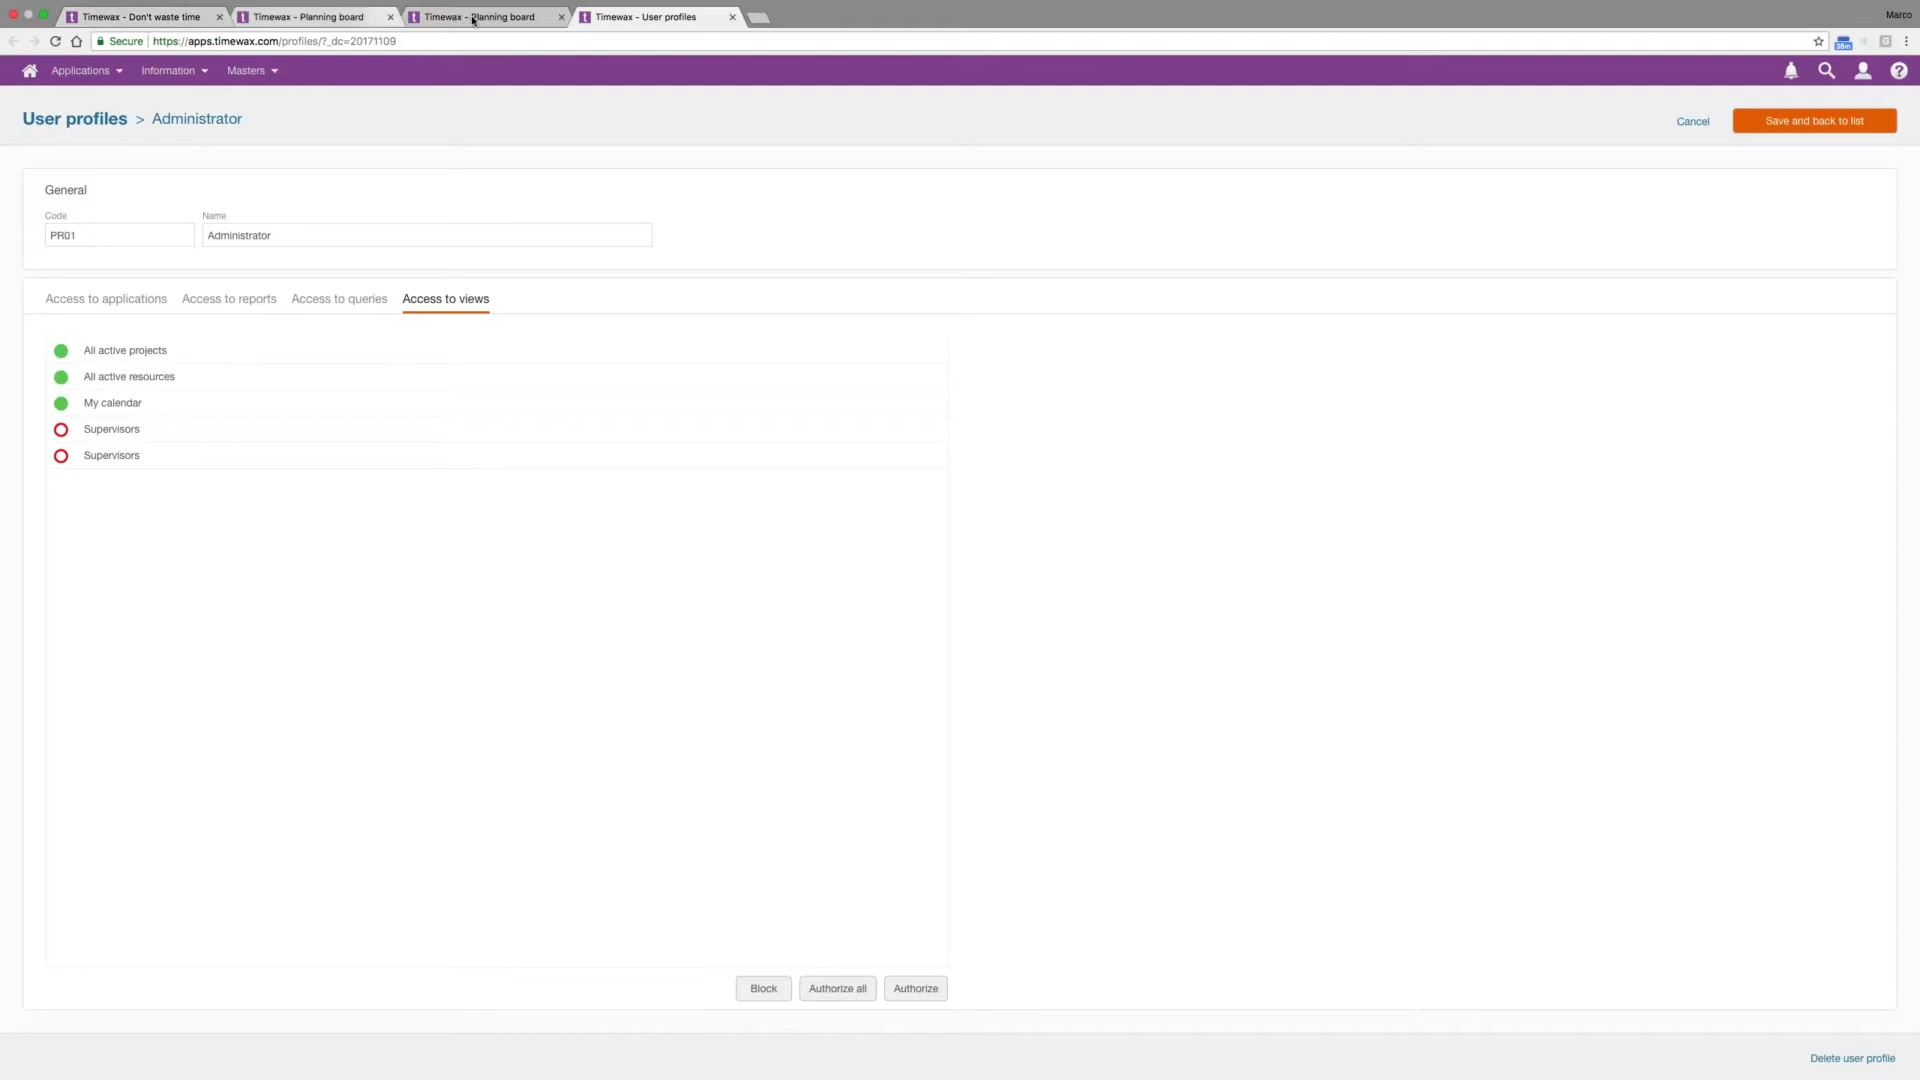 Timewax - Don't waste time
Timewax - Planning board
Timewax - Planning board
Timewax - User profiles
Marco
Secure https://apps.timewax.com/profiles/?_dc=20171109
Applications
Information
Masters
User profiles > Administrator
Cancel
Save and back to list
General
Code
Name
PR01
Administrator
Access to applications
Access to reports
Access to queries
Access to views
All active projects
All active resources
My calendar
Supervisors
Supervisors
Block
Authorize all
Authorize
Delete user profile